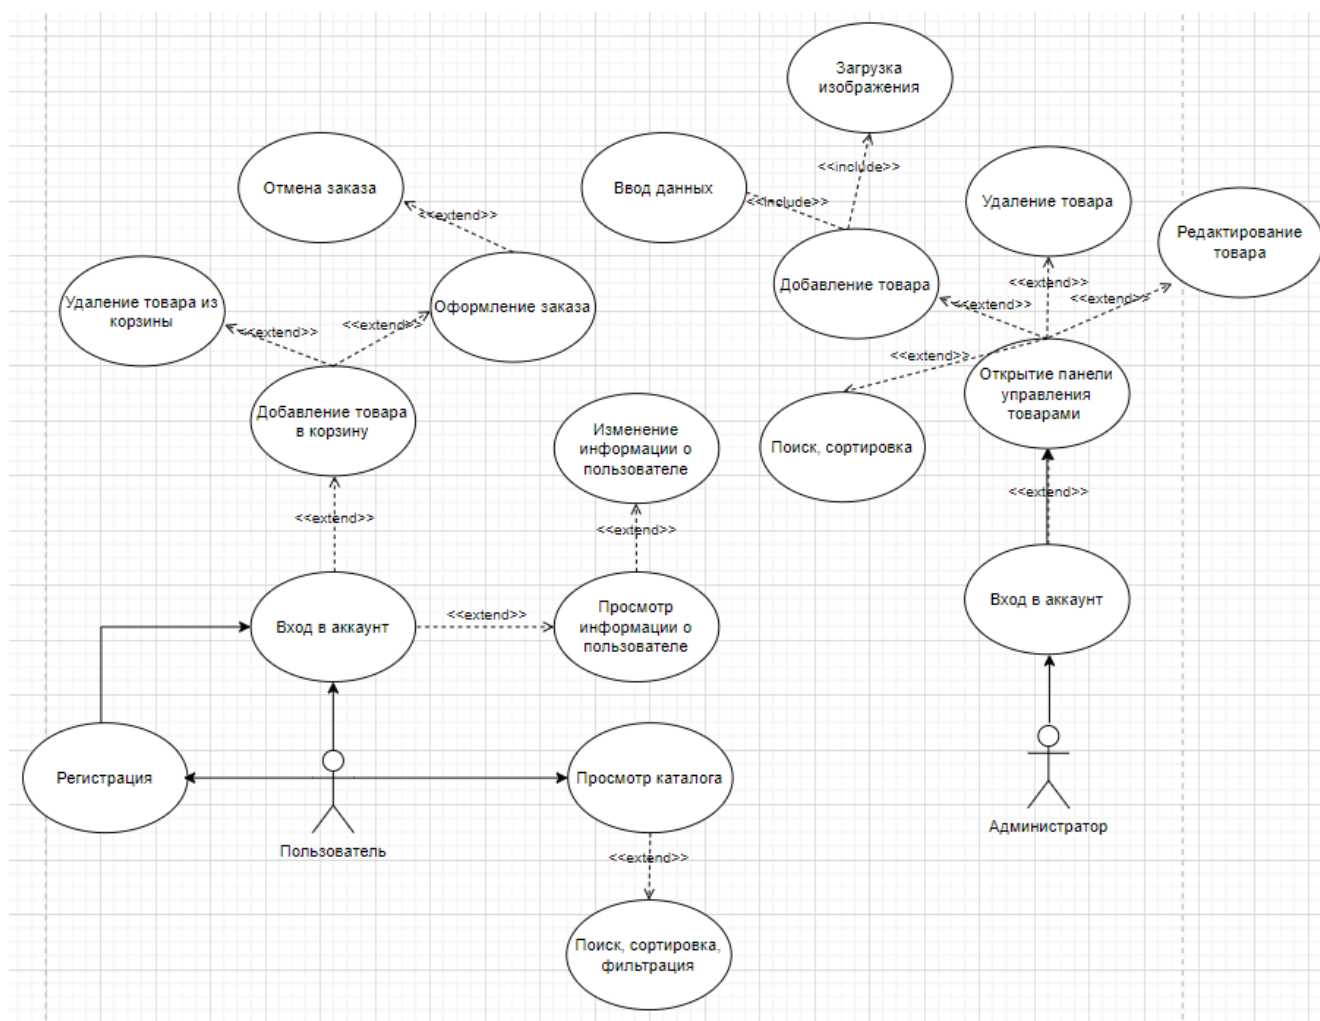 Загрузка
изображения
Отмена заказа
Ввод данных
<<include>>
<<include>>
Удаление товара
Редактирование
товара
<<extend>>
Удаление товара из
корзины
Оформление заказа
Добавление товара
<<extend>>
<<extend>>
<<extend>>
<<extend>>
<<extend>>
<<extend>>
<<extend>>
Открытие панели
управления
товарами
Добавление товара
в корзину
Изменение
информации о
пользователе
Поиск, сортировка
<<extend>>
<<extend>>
<<extend>>
Вход в аккаунт
<<extend>>
Просмотр
информации о
пользователе
Вход в аккаунт
Регистрация
Просмотр каталога
Пользователь
Администратор
<<extend>>
Поиск, сортировка,
фильтрация